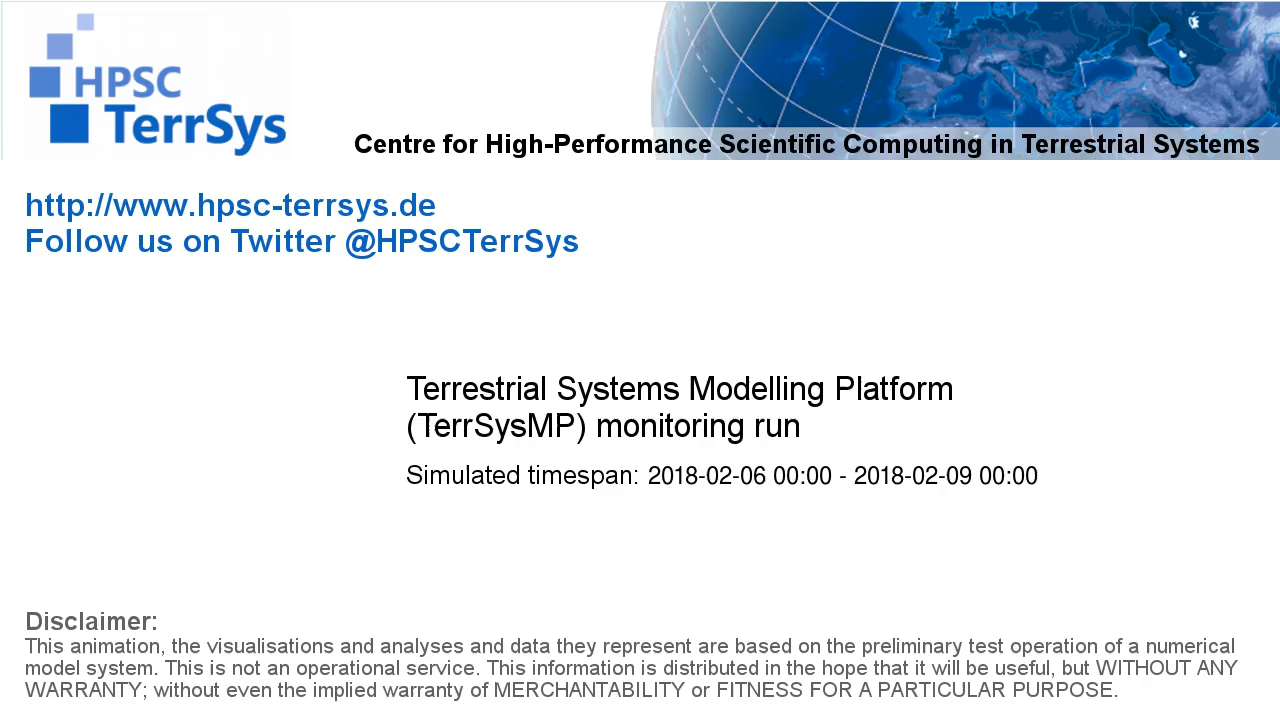 HPSC
TerrSys
Centre for High-Performance Scientific Computing in Terrestrial Systems
http://www.hpsc-terrsys.de
Follow us on Twitter @HPSCTerrSys
Terrestrial Systems Modelling Platform
(TerrSysMP) monitoring run
Simulated timespan: 2018-02-06 00:00 - 2018-02-09 00:00
Disclaimer:
This animation, the visualisations and analyses and data they represent are based on the preliminary test operation of a numerical
model system. This is not an operational service. This information is distributed in the hope that it will be useful, but WITHOUT ANY
WARRANTY; without even the implied warranty of MERCHANTABILITY or FITNESS FOR A PARTICULAR PURPOSE.